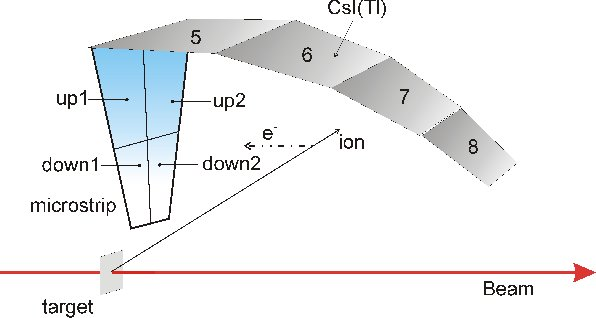 CsI(Tl)
5
6
7
8
up1
up2
down1
down2
microstrip
e-
ion
target
Beam